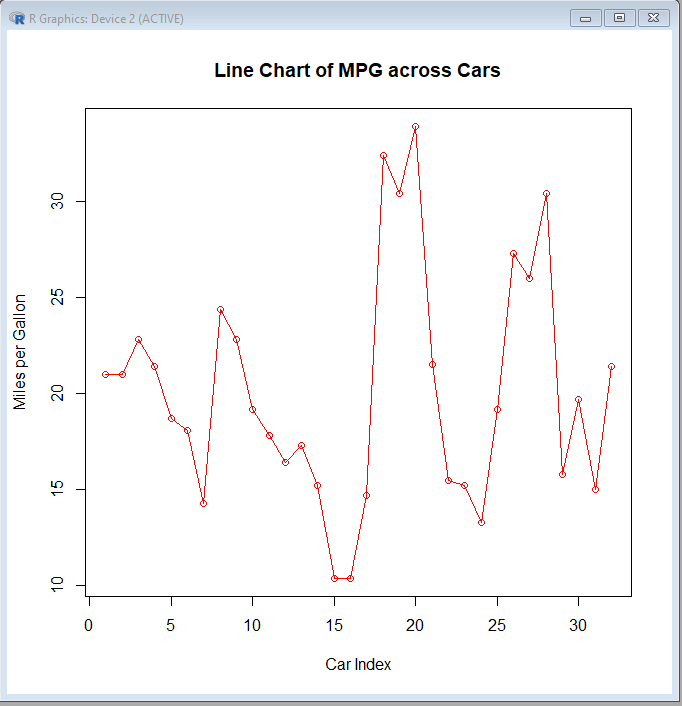 R Graphics: Device 2 (ACTIVE)
Line Chart of MPG across Cars
Miles per Gallon
30
25
20
15
10
0 5 10 15 20 25 30
Car Index